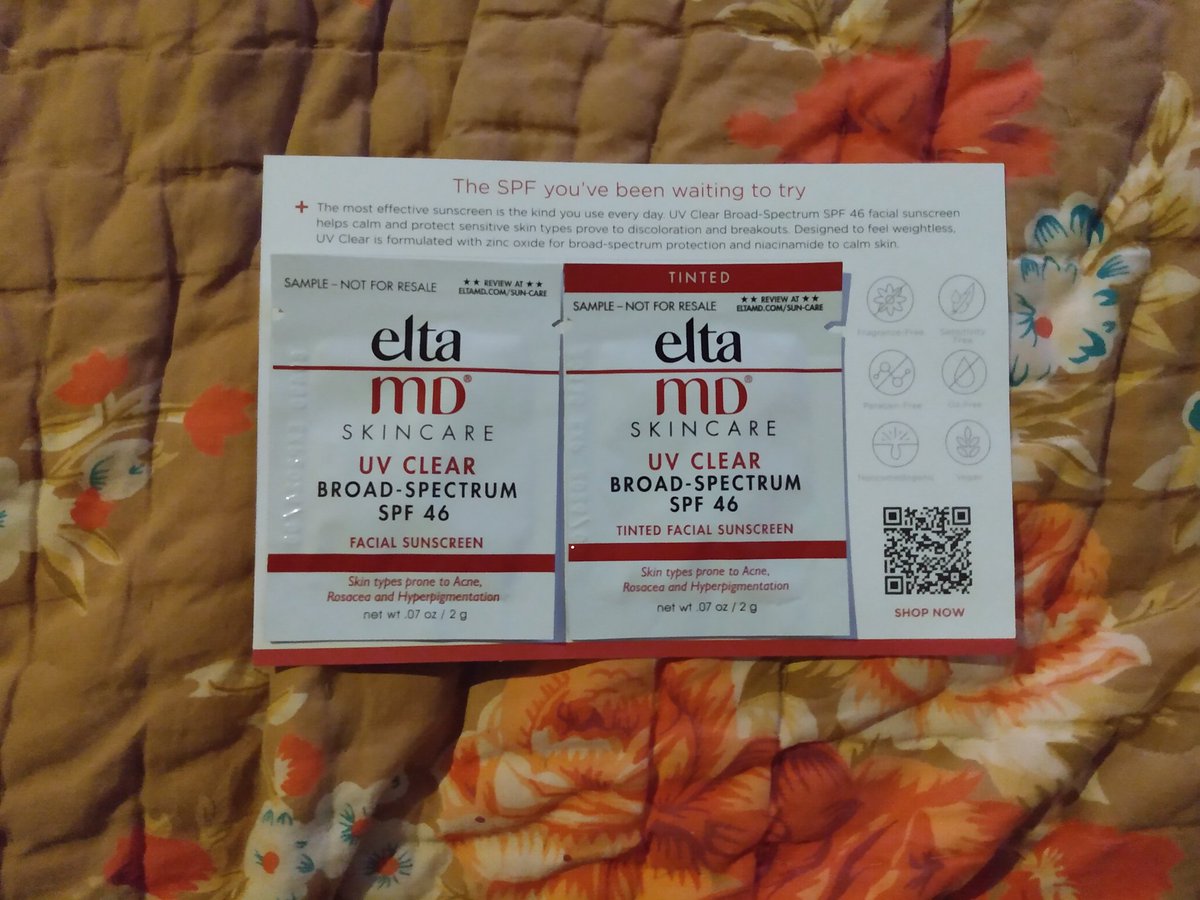 The SPF you've been waiting to try
+ The most effective sunscreen is the kind you use every day. UV Clear Broad-Spectrum SPF 46 facial sunscreen
helps calm and protect sensitive skin types prove to discoloration and breakouts. Designed to feel weightless,
UV Clear is formulated with zinc oxide for broad-spectrum protection and niacinamide to calm skin.
SAMPLE – NOT FOR RESALE
★★ REVIEW AT ★★
ELTAMD.COM/SUN-CARE
elta
MD®
SKINCARE
UV CLEAR
BROAD-SPECTRUM
SPF 46
FACIAL SUNSCREEN
Skin types prone to Acne,
Rosacea and Hyperpigmentation
net wt .07 oz / 2 g
TINTED
SAMPLE – NOT FOR RESALE
★★ REVIEW AT ★★
ELTAMD.COM/SUN-CARE
elta
MD®
SKINCARE
UV CLEAR
BROAD-SPECTRUM
SPF 46
TINTED FACIAL SUNSCREEN
Skin types prone to Acne,
Rosacea and Hyperpigmentation
net wt .07 oz / 2 g
Fragrance-Free
Sensitivity
Free
Paraben-Free
Oil-Free
Noncomedogenic
Vegan
SHOP NOW